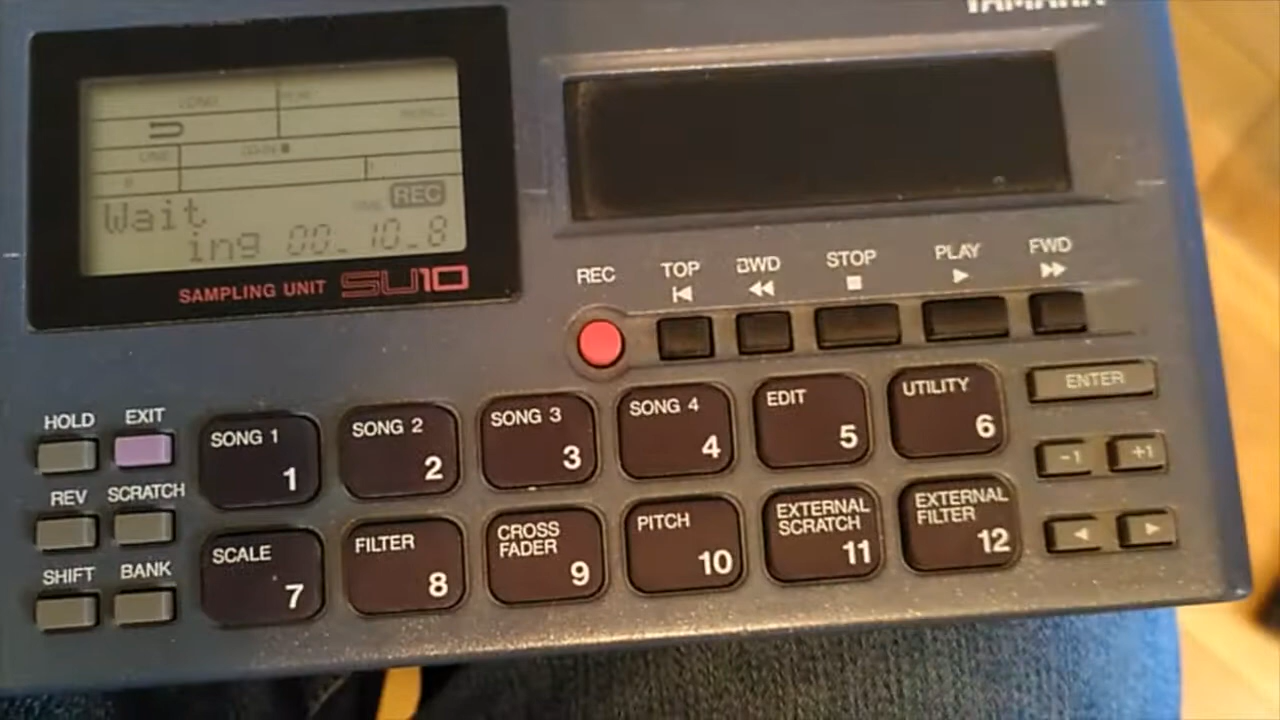 YAMAHA
REC
Wait
ing 00_10_8
SAMPLING UNIT SU10
REC TOP BWD STOP PLAY FWD
ENTER
HOLD EXIT
SONG 1 1
SONG 2 2
SONG 3 3
SONG 4 4
EDIT 5
UTILITY 6
-1 +1
REV SCRATCH
SHIFT BANK
SCALE 7
FILTER 8
CROSS
FADER 9
PITCH 10
EXTERNAL
SCRATCH
11
EXTERNAL
FILTER
12